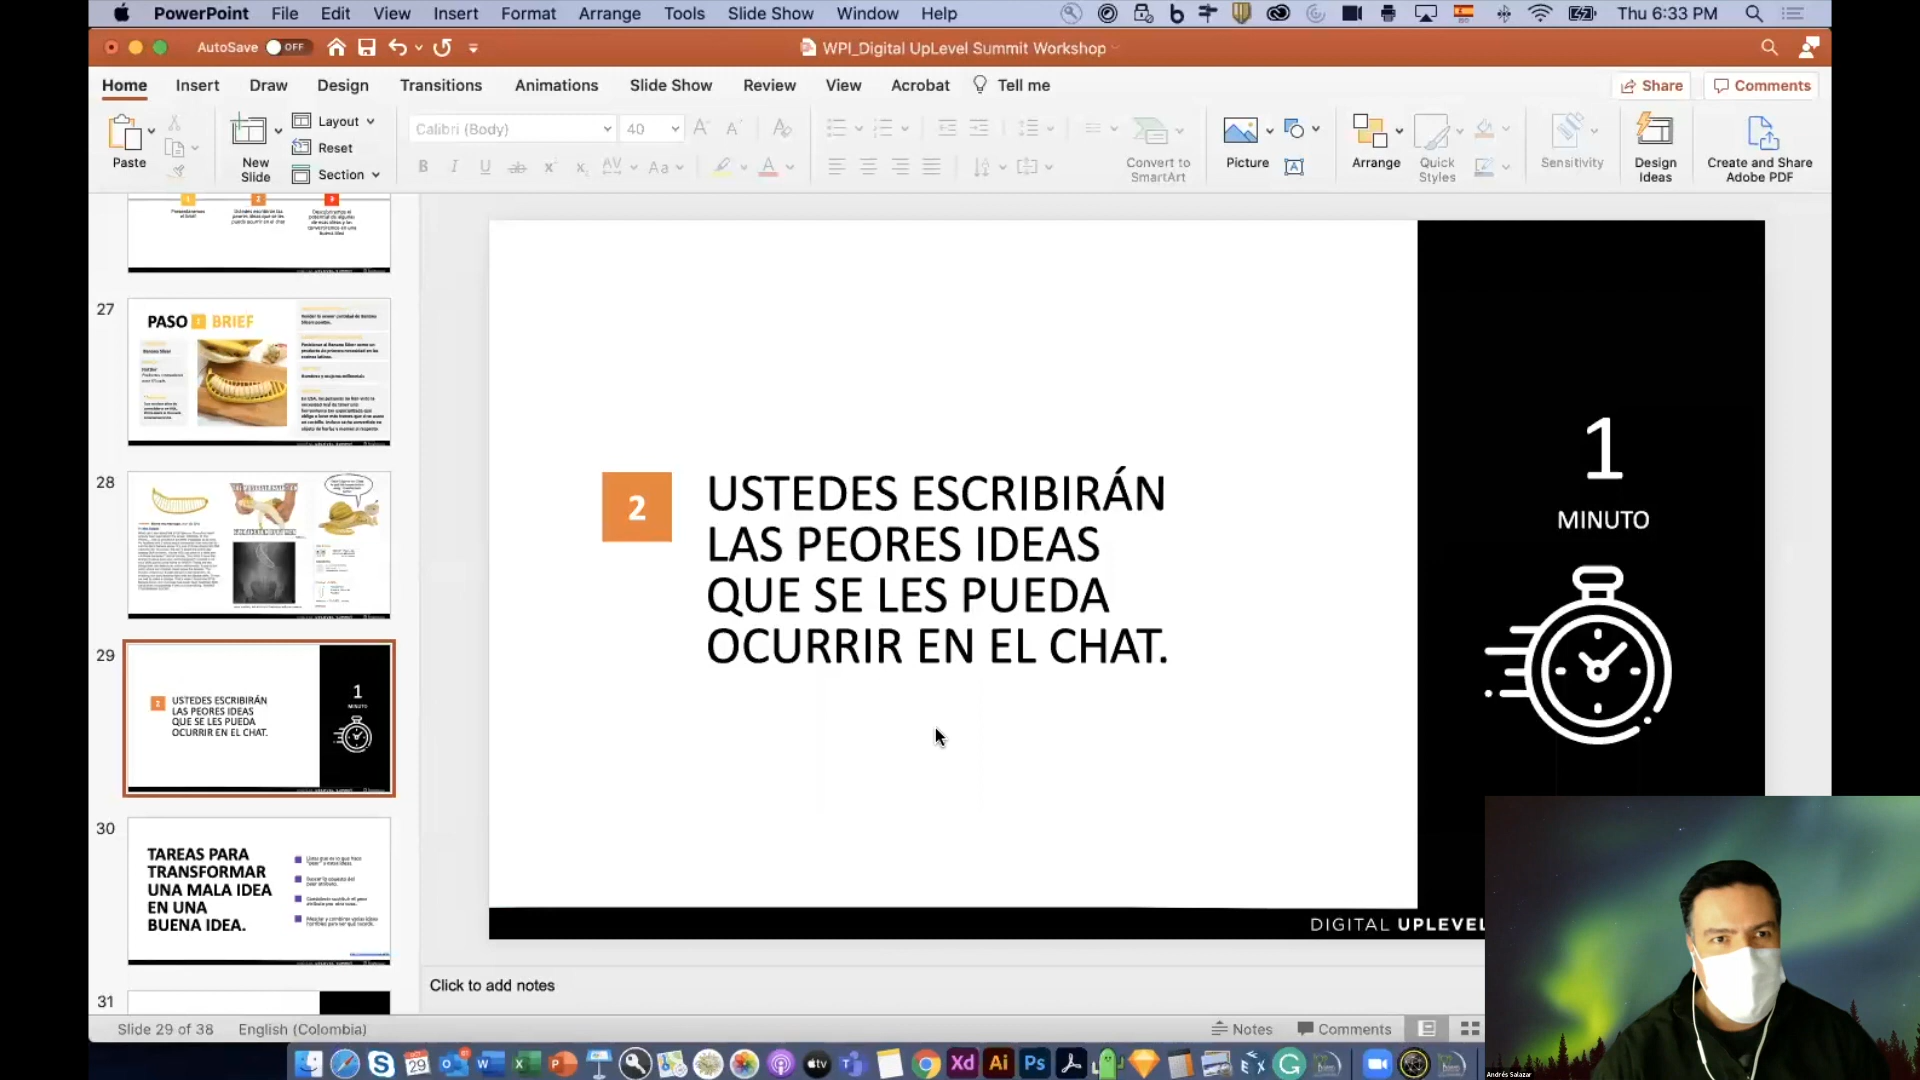 PowerPoint File Edit View Insert Format Arrange Tools Slide Show Window Help Thu 6:33 PM
AutoSave OFF WPI_Digital UpLevel Summit Workshop
Home Insert Draw Design Transitions Animations Slide Show Review View Acrobat Tell me Share Comments
Paste
New Slide
Layout
Reset
Section
Calibri (Body) 40
Convert to SmartArt
Picture
Arrange
Quick Styles
Sensitivity
Design Ideas
Create and Share Adobe PDF
27
PASO 1 BRIEF
28
29
2 USTEDES ESCRIBIRÁN
LAS PEORES IDEAS
QUE SE LES PUEDA
OCURRIR EN EL CHAT.
1
MINUTO
30
TAREAS PARA
TRANSFORMAR
UNA MALA IDEA
EN UNA
BUENA IDEA.
31
2
USTEDES ESCRIBIRÁN
LAS PEORES IDEAS
QUE SE LES PUEDA
OCURRIR EN EL CHAT.
1
MINUTO
DIGITAL UPLEVEL
Click to add notes
Slide 29 of 38 English (Colombia) Notes Comments
Andrés Salazar